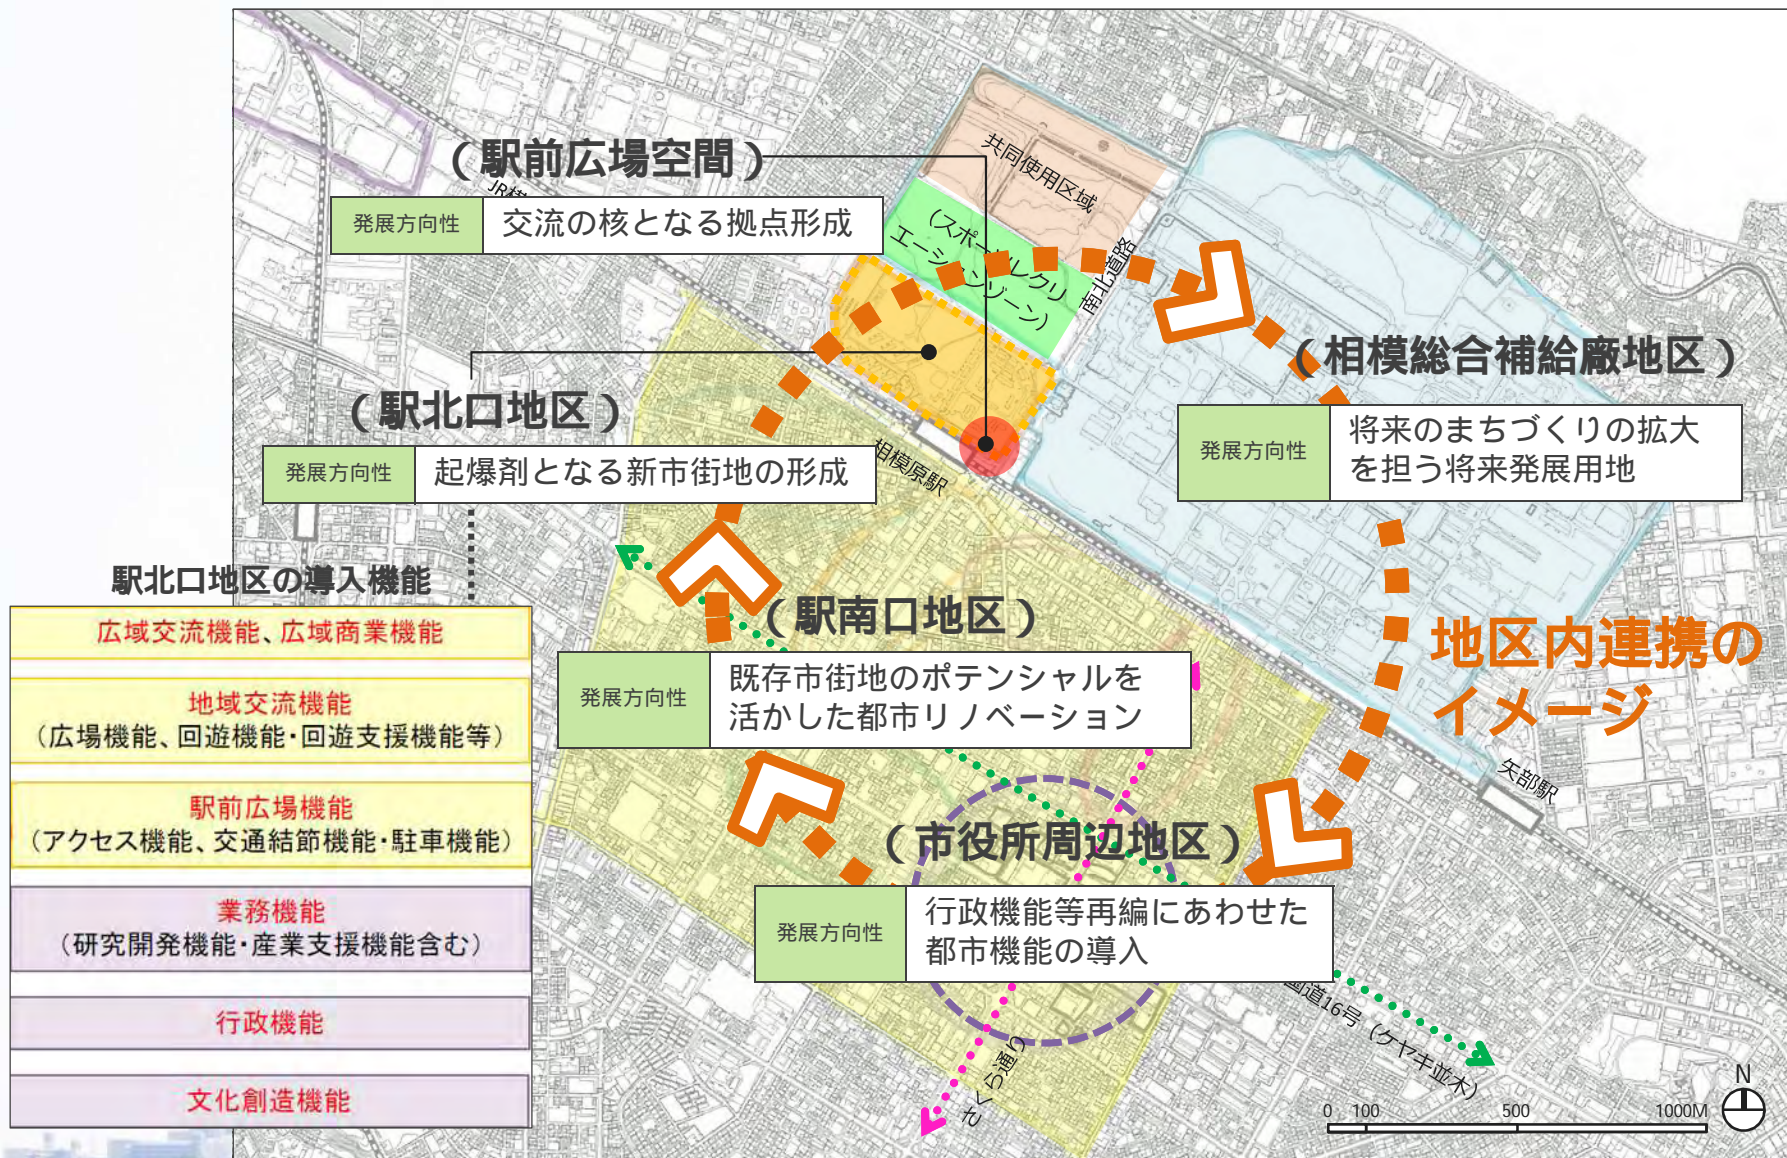 （駅前広場空間）
発展方向性
交流の核となる拠点形成
共同使用区域
南北道路
（相模総合補給廠地区）
発展方向性
将来のまちづくりの拡大
を担う将来発展用地
（駅北口地区）
発展方向性
起爆剤となる新市街地の形成
相模原駅
駅北口地区の導入機能
広域交流機能、広域商業機能
地域交流機能
（広場機能、回遊機能・回遊支援機能等）
駅前広場機能
（アクセス機能、交通結節機能・駐車機能）
業務機能
（研究開発機能・産業支援機能含む）
行政機能
文化創造機能
（駅南口地区）
発展方向性
既存市街地のポテンシャルを
活かした都市リノベーション
地区内連携の
イメージ
矢部駅
（市役所周辺地区）
発展方向性
行政機能等再編にあわせた
都市機能の導入
国道16号（ケヤキ並木）
さくら通り
N
0 100 500 1000M